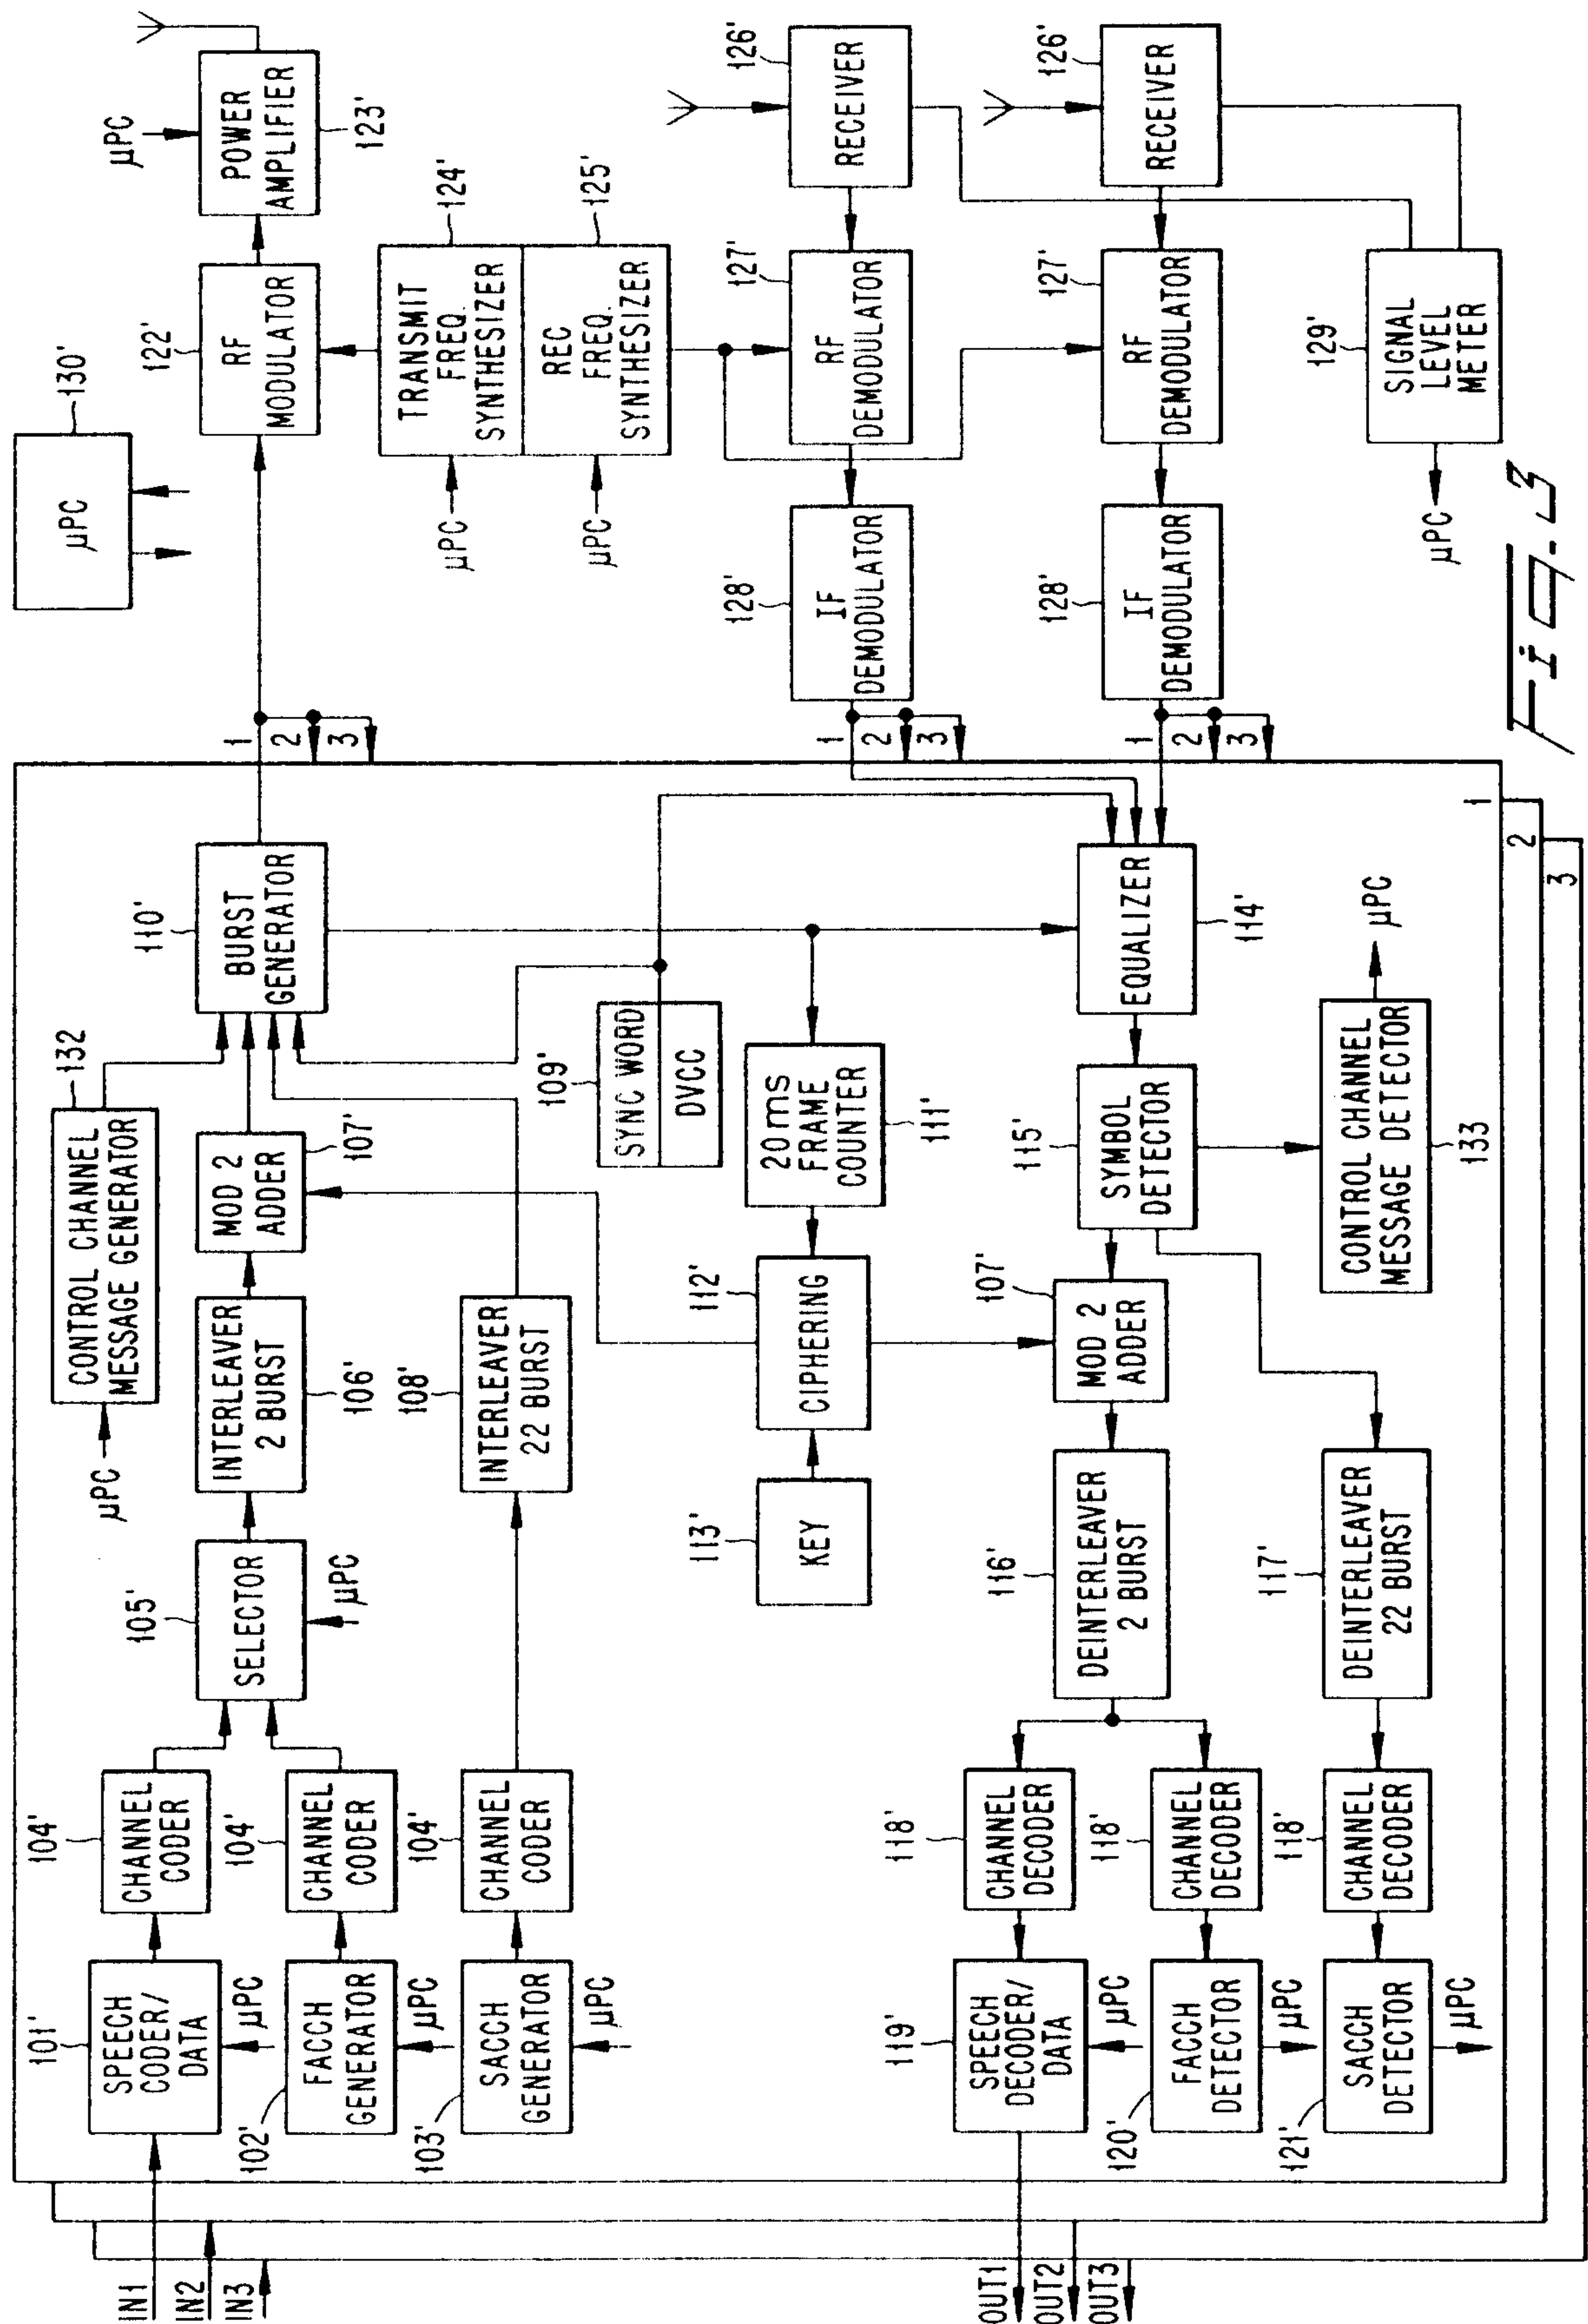 IN1
IN2
IN3
101'
SPEECH
CODER/
DATA
µPC
102'
FACCH
GENERATOR
µPC
103'
SACCH
GENERATOR
µPC
104'
CHANNEL
CODER
104'
CHANNEL
CODER
104'
CHANNEL
CODER
105'
SELECTOR
µPC
µPC
132
CONTROL CHANNEL
MESSAGE GENERATOR
INTERLEAVER
2 BURST
106'
108'
INTERLEAVER
22 BURST
MOD 2
ADDER
107'
110'
BURST
GENERATOR
109'
SYNC WORD
DVCC
20 ms
FRAME
COUNTER
111'
112'
CIPHERING
113'
KEY
EQUALIZER
114'
115'
SYMBOL
DETECTOR
µPC
CONTROL CHANNEL
MESSAGE DETECTOR
133
107'
MOD 2
ADDER
116'
DEINTERLEAVER
2 BURST
117'
DEINTERLEAVER
22 BURST
118'
CHANNEL
DECODER
118'
CHANNEL
DECODER
118'
CHANNEL
DECODER
119'
SPEECH
DECODER/
DATA
µPC
120'
FACCH
DETECTOR
µPC
121'
SACCH
DETECTOR
µPC
OUT1
OUT2
OUT3
1
2
3
1
2
3
1
2
3
1
2
3
130'
µPC
122'
RF
MODULATOR
µPC
POWER
AMPLIFIER
123'
124'
TRANSMIT
FREQ.
SYNTHESIZER
µPC
125'
REC
FREQ.
SYNTHESIZER
µPC
126'
RECEIVER
127'
RF
DEMODULATOR
128'
IF
DEMODULATOR
126'
RECEIVER
127'
RF
DEMODULATOR
128'
IF
DEMODULATOR
129'
SIGNAL
LEVEL
METER
µPC
Fig. 3